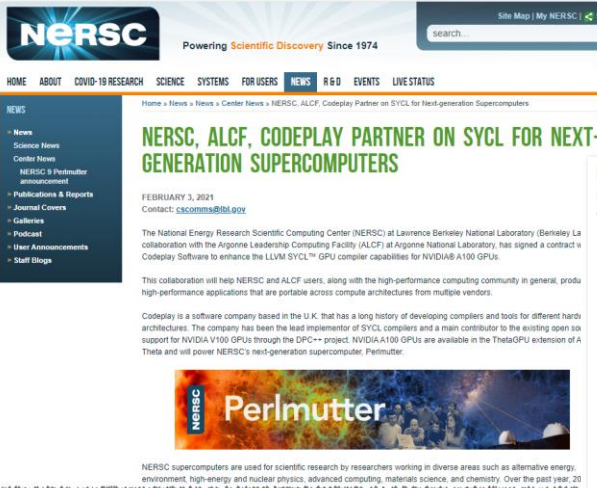 NERSC
Powering Scientific Discovery Since 1974
Site Map | My NERSC |
search...
HOME ABOUT COVID-19 RESEARCH SCIENCE SYSTEMS FOR USERS NEWS R & D EVENTS LIVE STATUS
NEWS
» News
Science News
Center News
NERSC 9 Perlmutter
announcement
» Publications & Reports
» Journal Covers
» Galleries
» Podcast
» User Announcements
» Staff Blogs
Home » News » News » Center News » NERSC, ALCF, Codeplay Partner on SYCL for Next-generation Supercomputers
NERSC, ALCF, CODEPLAY PARTNER ON SYCL FOR NEXT-
GENERATION SUPERCOMPUTERS
FEBRUARY 3, 2021
Contact: cscomms@lbl.gov
The National Energy Research Scientific Computing Center (NERSC) at Lawrence Berkeley National Laboratory (Berkeley La
collaboration with the Argonne Leadership Computing Facility (ALCF) at Argonne National Laboratory, has signed a contract w
Codeplay Software to enhance the LLVM SYCL™ GPU compiler capabilities for NVIDIA® A100 GPUs.
This collaboration will help NERSC and ALCF users, along with the high-performance computing community in general, produ
high-performance applications that are portable across compute architectures from multiple vendors.
Codeplay is a software company based in the U.K. that has a long history of developing compilers and tools for different hardw
architectures. The company has been the lead implementor of SYCL compilers and a main contributor to the existing open sou
support for NVIDIA V100 GPUs through the DPC++ project. NVIDIA A100 GPUs are available in the ThetaGPU extension of A
Theta and will power NERSC's next-generation supercomputer, Perlmutter.
NERSC
Perlmutter
NERSC supercomputers are used for scientific research by researchers working in diverse areas such as alternative energy,
environment, high-energy and nuclear physics, advanced computing, materials science, and chemistry. Over the past year, 20